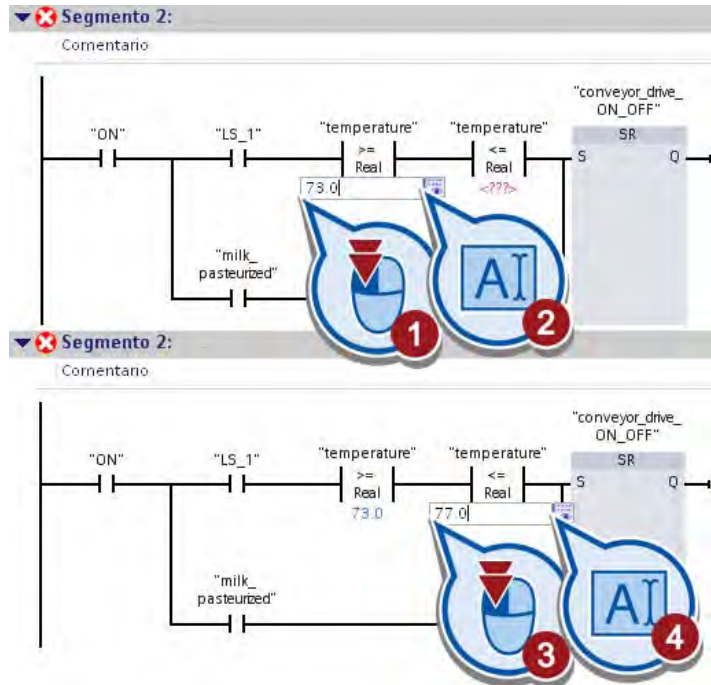 Segmento 2:
Comentario
"conveyor_drive_
ON_OFF"
"ON" "LS_1" "temperature" "temperature" SR
>= <= S Q
Real Real
73.0 <???>
"milk_
pasteurized"
A
1 2
Segmento 2:
Comentario
"conveyor_drive_
ON_OFF"
"ON" "LS_1" "temperature" "temperature" SR
>= <= S Q
Real Real
73.0 77.0
"milk_
pasteurized"
A
3 4